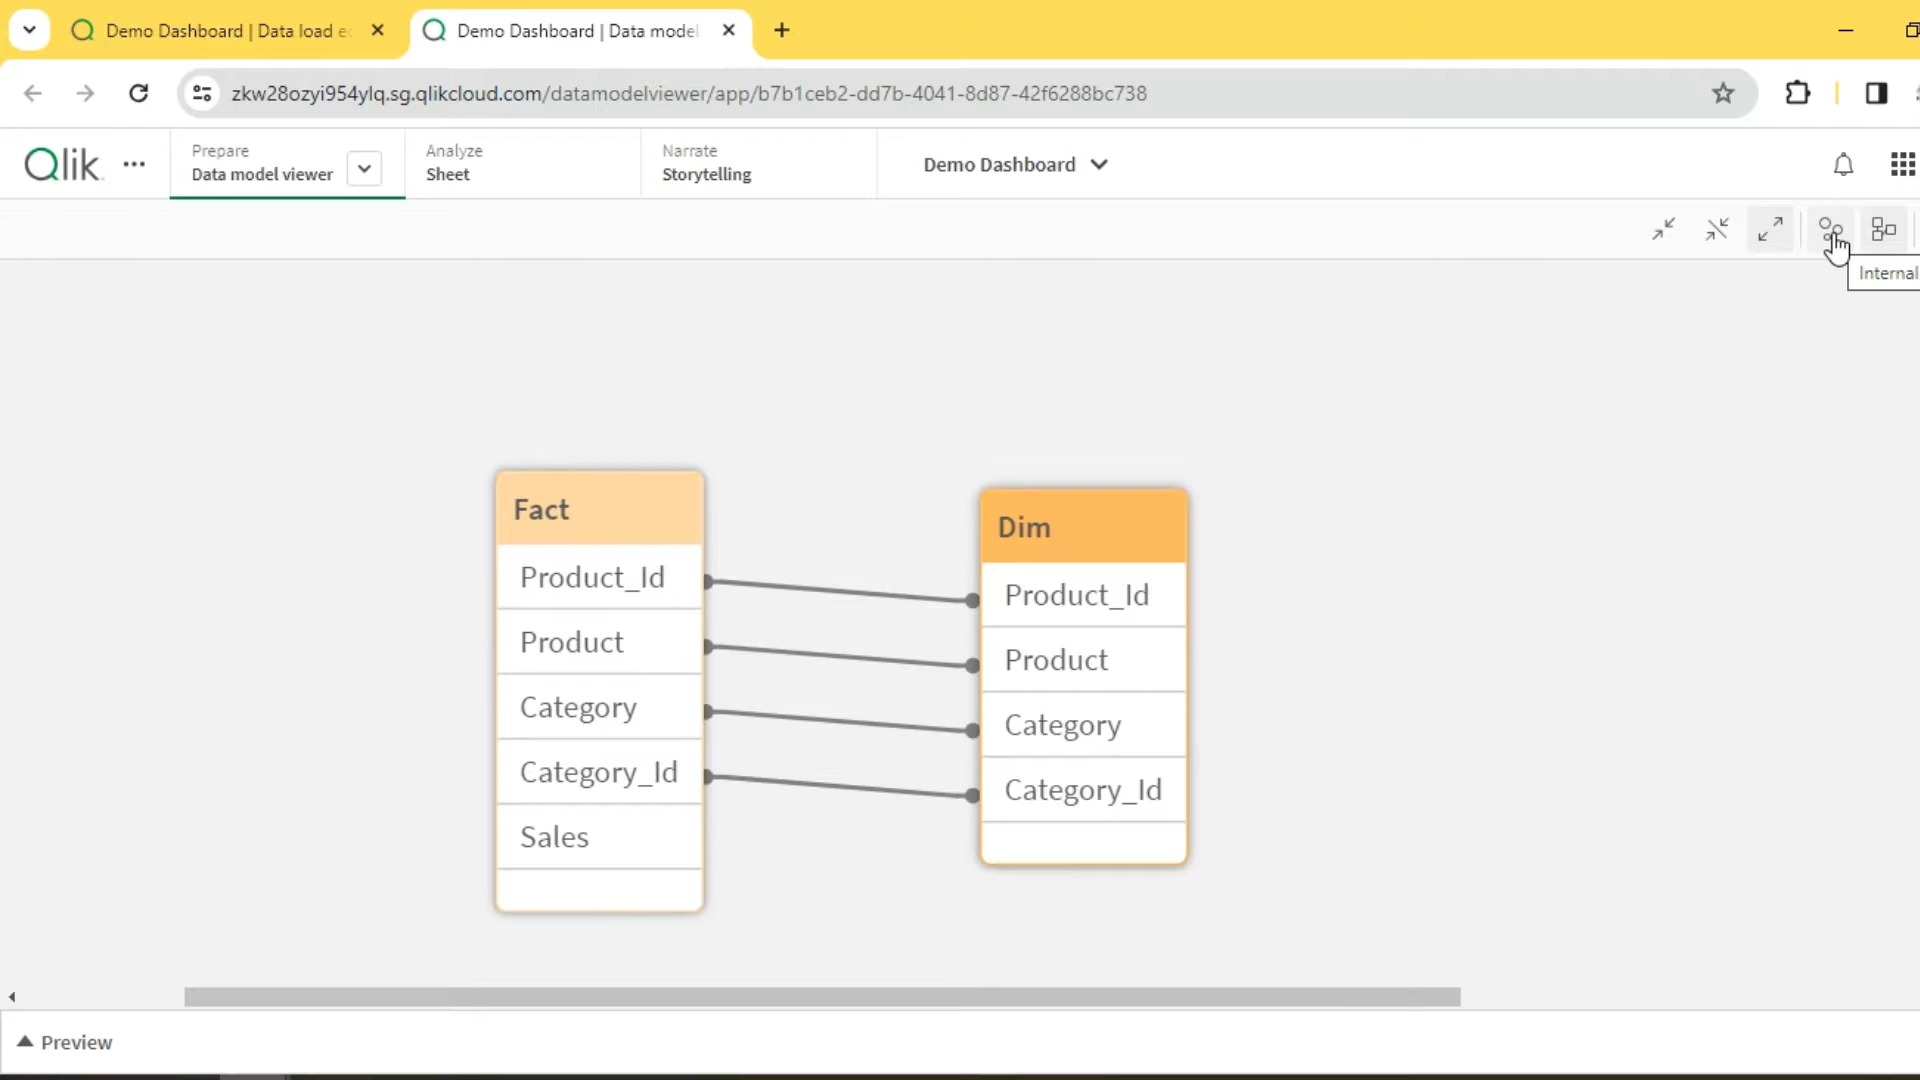 Demo Dashboard | Data load e
Demo Dashboard | Data model
zkw28ozyi954ylq.sg.qlikcloud.com/datamodelviewer/app/b7b1ceb2-dd7b-4041-8d87-42f6288bc738
Qlik
Prepare
Data model viewer
Analyze
Sheet
Narrate
Storytelling
Demo Dashboard
Internal
Fact
Product_Id
Product
Category
Category_Id
Sales
Dim
Product_Id
Product
Category
Category_Id
Preview